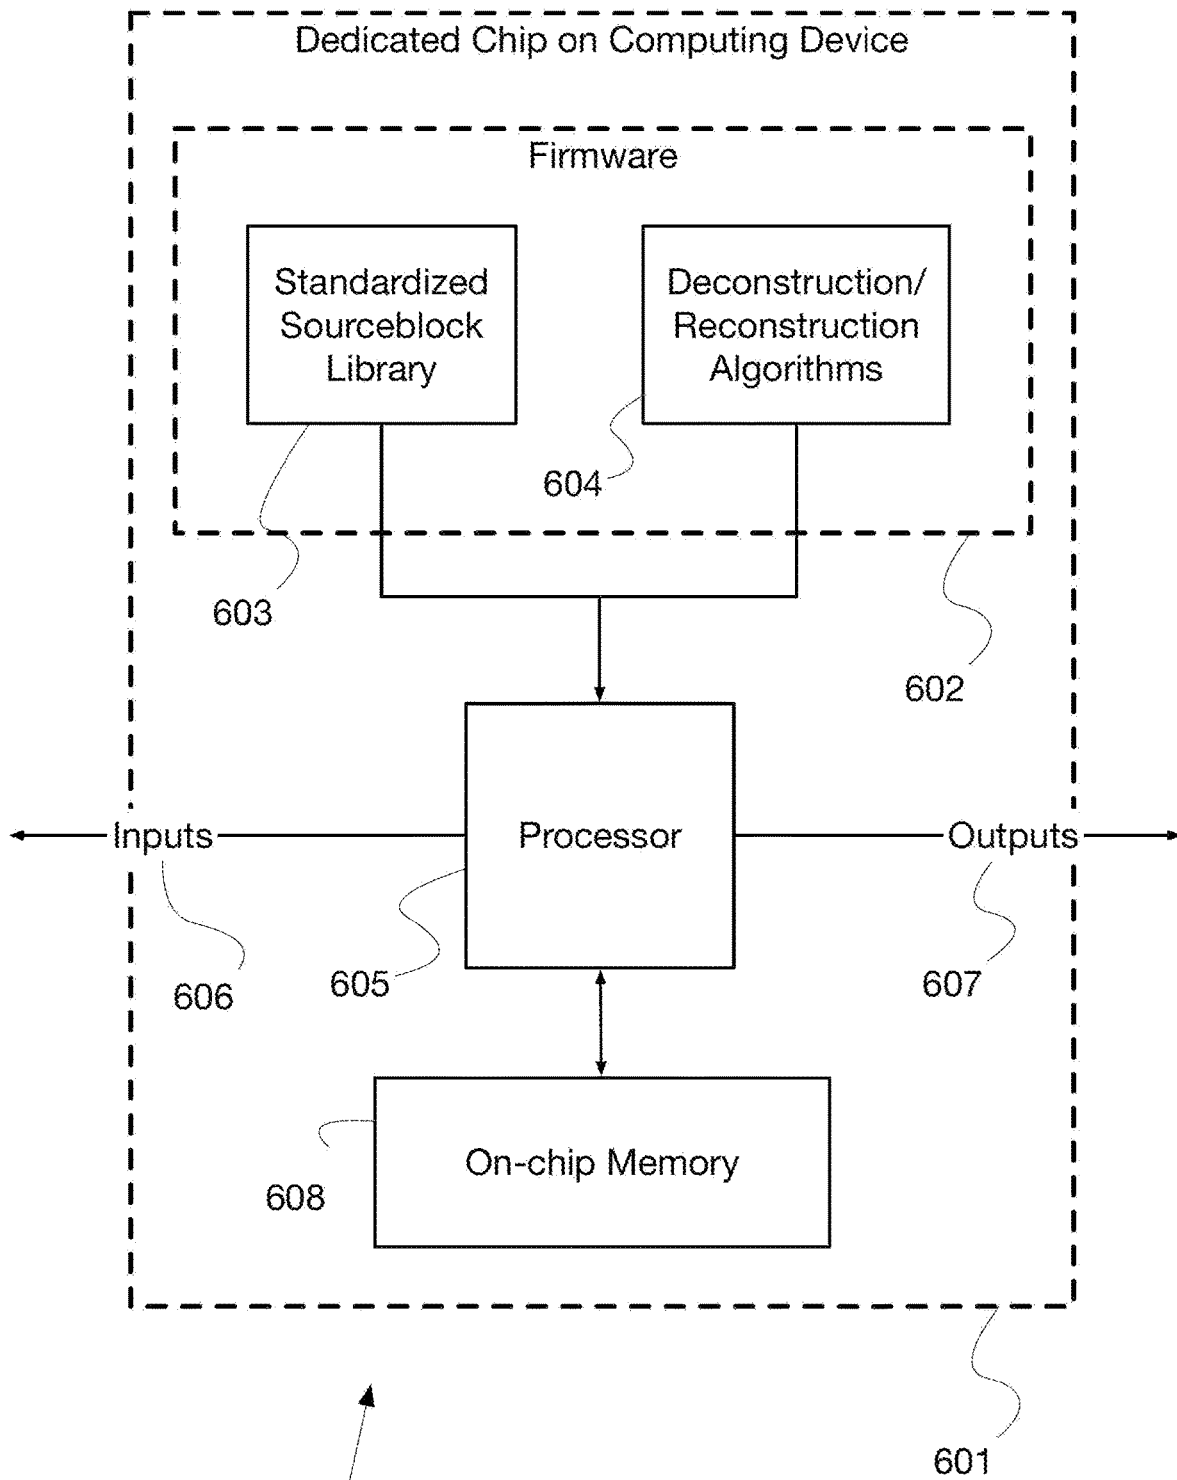 Dedicated Chip on Computing Device
Firmware
Standardized
Sourceblock
Library
Deconstruction/
Reconstruction
Algorithms
604
603
602
Inputs
Processor
Outputs
606
605
607
On-chip Memory
608
601